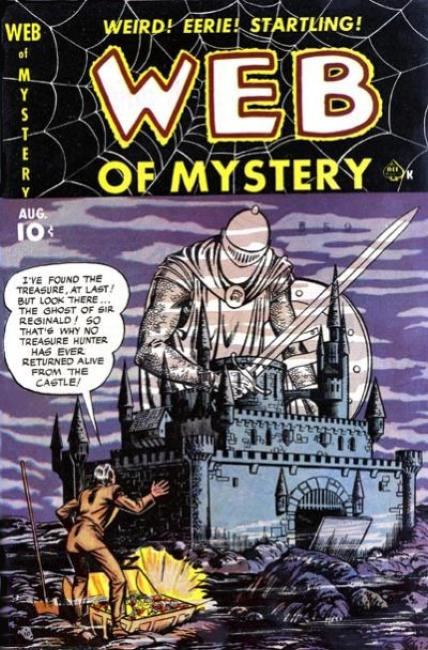 WEIRD! EERIE! STARTLING!
WEB
of
MYSTERY
WEB
OF MYSTERY
K
AUG.
10¢
I'VE FOUND THE
TREASURE, AT LAST!
BUT LOOK THERE...
THE GHOST OF SIR
REGINALD! SO
THAT'S WHY NO
TREASURE HUNTER
HAS EVER
RETURNED ALIVE
FROM THE
CASTLE!